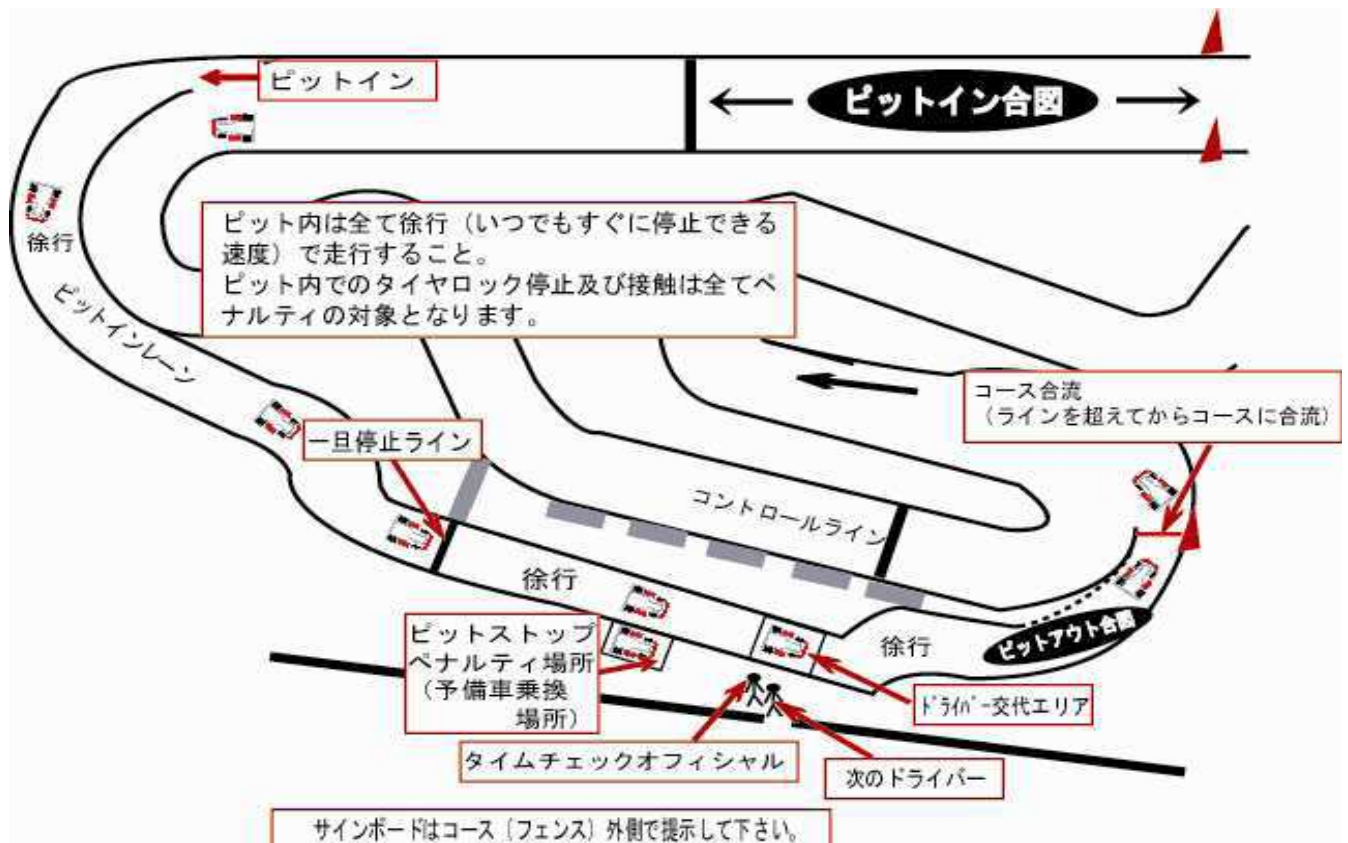 ピットイン
ピットイン合図
徐行
ピット内は全て徐行（いつでもすぐに停止できる
速度）で走行すること。
ピット内でのタイヤロック停止及び接触は全てペ
ナルティの対象となります。
ピットインレーン
コース合流
（ラインを超えてからコースに合流）
一旦停止ライン
コントロールライン
徐行
ピットストップ
ペナルティ場所
（予備車乗換
場所）
徐行
ピットアウト合図
ﾄﾞﾗｲﾊﾞｰ交代エリア
タイムチェックオフィシャル
次のドライバー
サインボードはコース（フェンス）外側で提示して下さい。